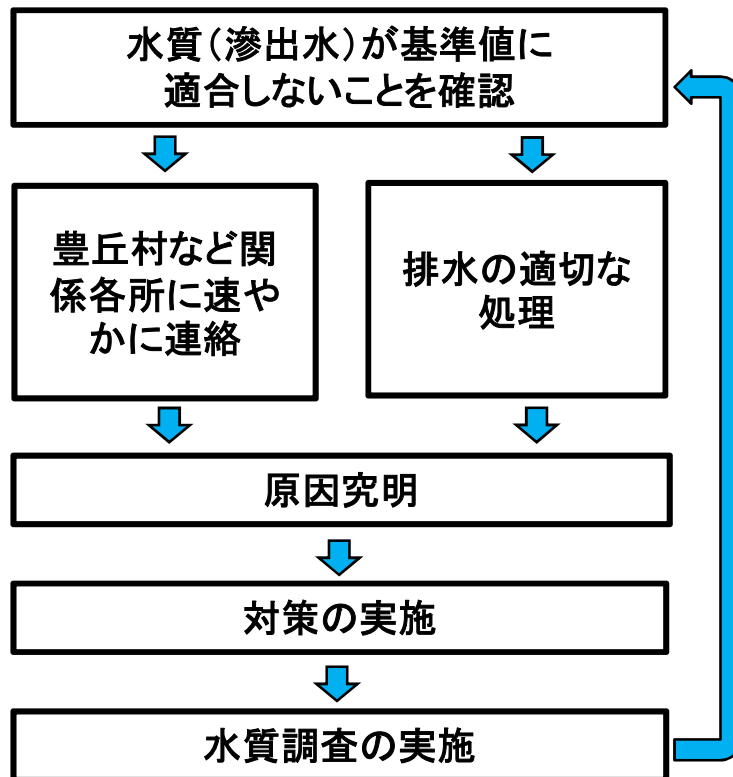 水質（滲出水）が基準値に
適合しないことを確認
豊丘村など関
係各所に速や
かに連絡
排水の適切な
処理
原因究明
対策の実施
水質調査の実施